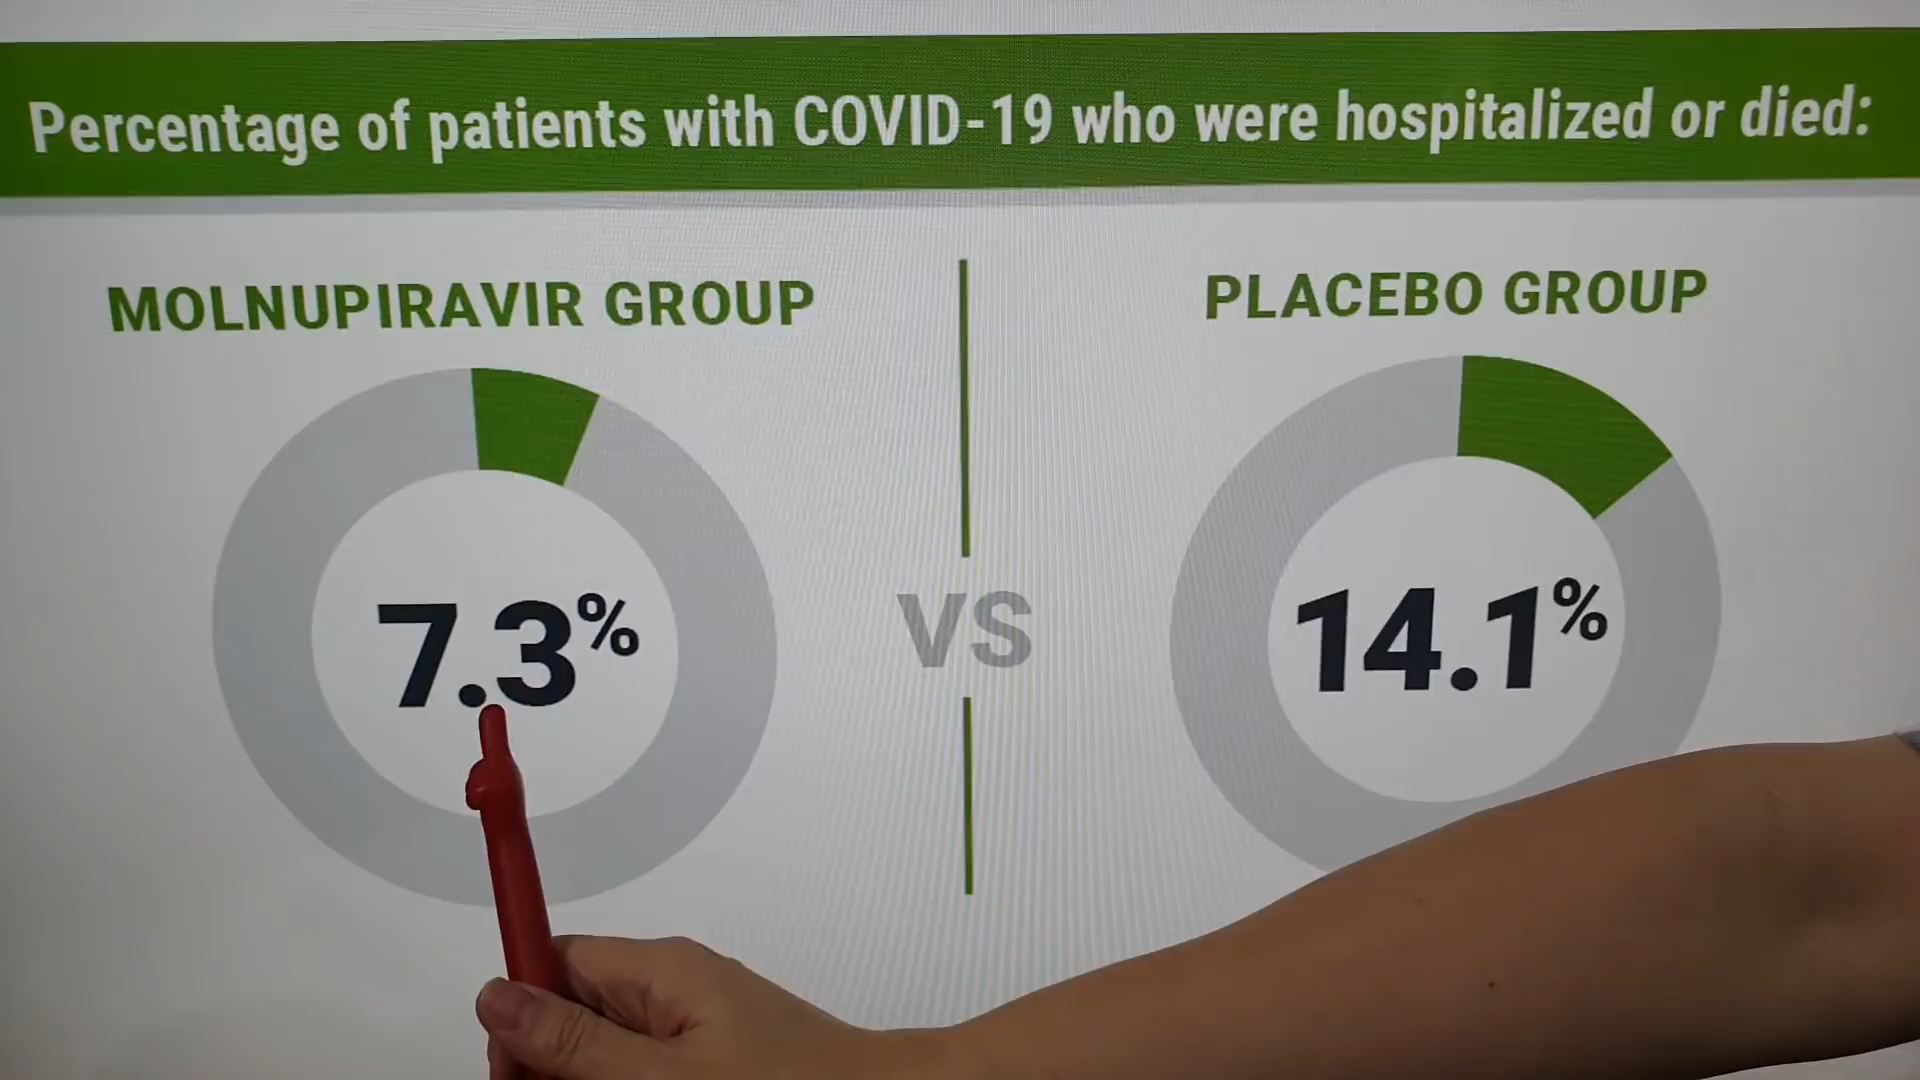 Percentage of patients with COVID-19 who were hospitalized or died:
MOLNUPIRAVIR GROUP
7.3%
VS
PLACEBO GROUP
14.1%